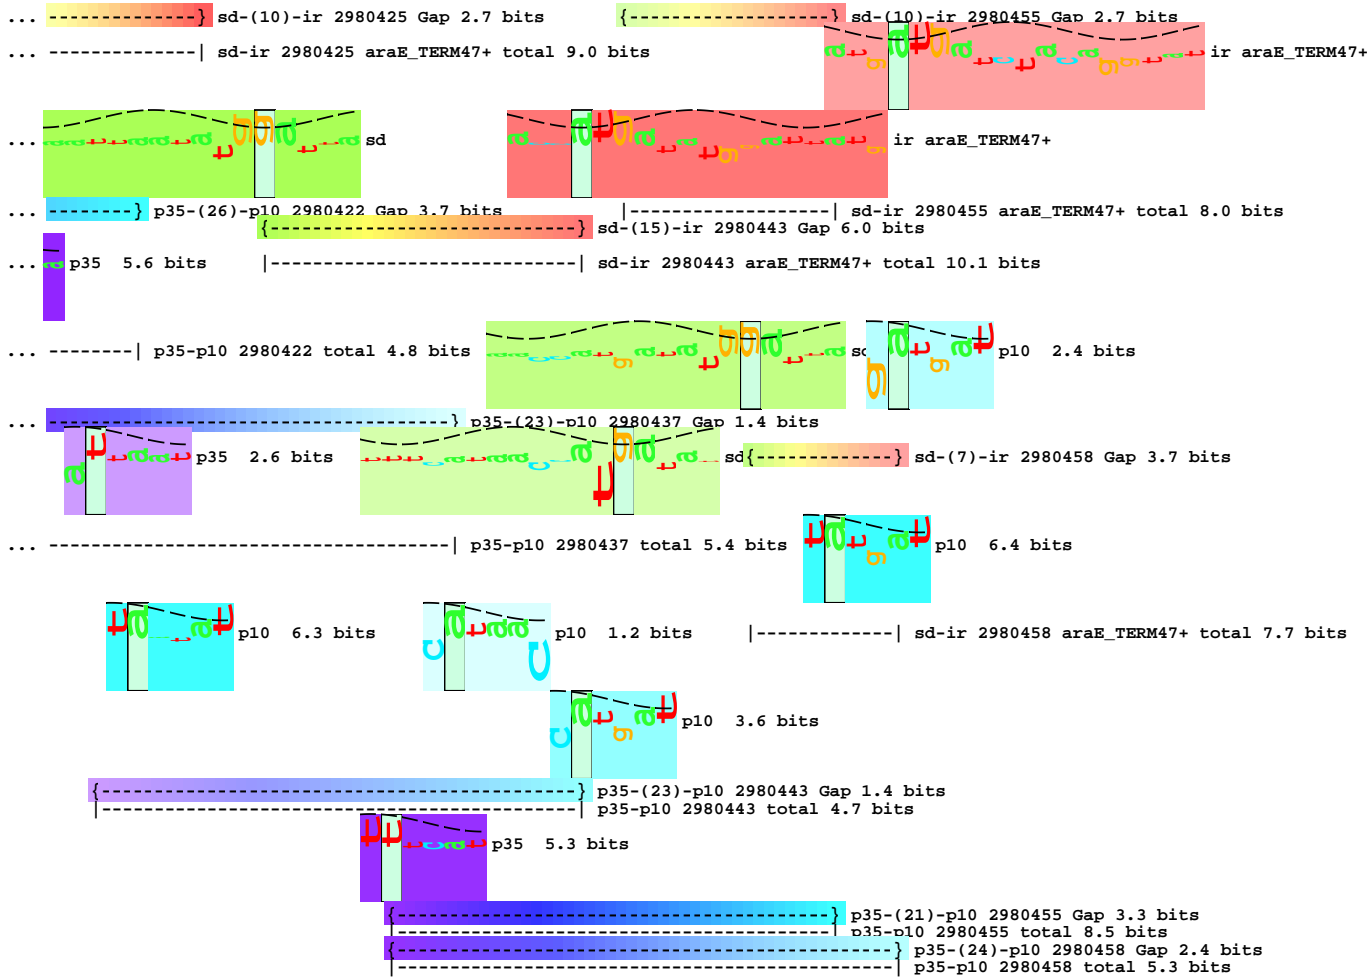 ... -------------} sd-(10)-ir 2980425 Gap 2.7 bits {-------------------} sd-(10)-ir 2980455 Gap 2.7 bits
... -------------| sd-ir 2980425 araE_TERM47+ total 9.0 bits
a t g a t g a t c t a c a g g t a t ir araE_TERM47+
... a a t t a a t a t g g a t t a sd
a a t g a t a t g g a t t a t g ir araE_TERM47+
... --------} p35-(26)-p10 2980422 Gap 3.7 bits |-------------------| sd-ir 2980455 araE_TERM47+ total 8.0 bits
{-----------------------------} sd-(15)-ir 2980443 Gap 6.0 bits
... a p35 5.6 bits |-----------------------------| sd-ir 2980443 araE_TERM47+ total 10.1 bits
... --------| p35-p10 2980422 total 4.8 bits
a a c c a t g a t a t g g a t t a sd
g a t g a t p10 2.4 bits
... --------------------------------------} p35-(23)-p10 2980437 Gap 1.4 bits
a t t a a t p35 2.6 bits
t t t c a t a a c a t g a t a sd {-------------} sd-(7)-ir 2980458 Gap 3.7 bits
... --------------------------------------| p35-p10 2980437 total 5.4 bits
t a t g a t p10 6.4 bits
t a t a t p10 6.3 bits
c a t a a c p10 1.2 bits |-------------| sd-ir 2980458 araE_TERM47+ total 7.7 bits
c a t g a t p10 3.6 bits
{---------------------------------------------} p35-(23)-p10 2980443 Gap 1.4 bits
|---------------------------------------------| p35-p10 2980443 total 4.7 bits
t t t c a t p35 5.3 bits
{-----------------------------------------} p35-(21)-p10 2980455 Gap 3.3 bits
|-----------------------------------------| p35-p10 2980455 total 8.5 bits
{-----------------------------------------------} p35-(24)-p10 2980458 Gap 2.4 bits
|-----------------------------------------------| p35-p10 2980458 total 5.3 bits